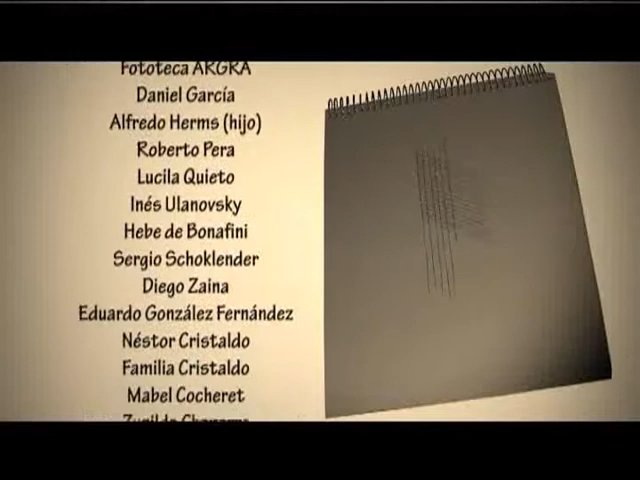 Fototeca ARGRA
Daniel García
Alfredo Herms (hijo)
Roberto Pera
Lucila Quieto
Inés Ulanovsky
Hebe de Bonafini
Sergio Schoklender
Diego Zaina
Eduardo González Fernández
Néstor Cristaldo
Familia Cristaldo
Mabel Cocheret